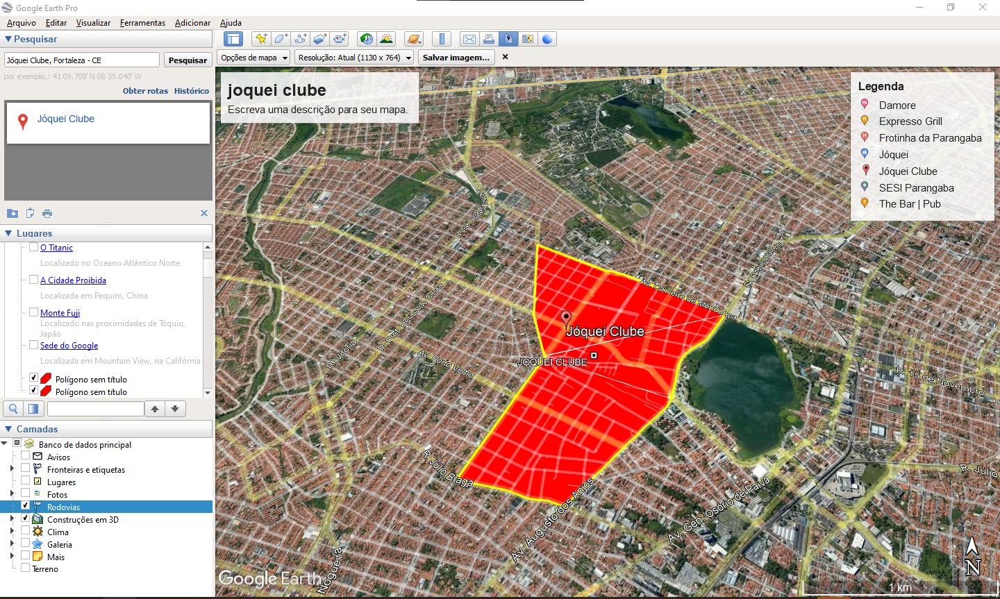 Google Earth Pro
Arquivo Editar Visualizar Ferramentas Adicionar Ajuda
Pesquisar
Jóquei Clube, Fortaleza - CE
Pesquisar
por exemplo,: 41 09.708' N 08 35.040' W
Obter rotas Histórico
Jóquei Clube
Lugares
O Titanic
Localizado no Oceano Atlântico Norte
A Cidade Proibida
Localizada em Pequim, China
Monte Fuji
Localizado nas proximidades de Tóquio,
Japão
Sede do Google
Localizada em Mountain View, na Califórnia
Polígono sem título
Polígono sem título
Camadas
Banco de dados principal
Avisos
Fronteiras e etiquetas
Lugares
Fotos
Rodovias
Construções em 3D
Clima
Galeria
Mais
Terreno
Opções de mapa
Resolução: Atual (1130 x 764)
Salvar imagem...
joquei clube
Escreva uma descrição para seu mapa.
Legenda
Damore
Expresso Grill
Frotinha da Parangaba
Jóquei
Jóquei Clube
SESI Parangaba
The Bar | Pub
Av. Carneiro de Mendonça
Jóquei Clube
JOQUEI CLUBE
R. Vitória
R. Prof. Heribaldo Costa
Av. Porto Velho
R. 15 de Novembro
R. Júlio Braga
R. Júlio
Av. Augusto dos Anjos
Av. Gen. Osório de Paiva
Nogueira
Google Earth
N
1 km